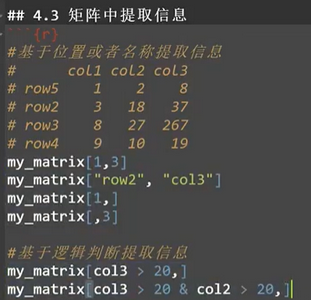 ## 4.3 矩阵中提取信息
```{r}
#基于位置或者名称提取信息
#      col1 col2 col3
# row5    1    2    8
# row2    3   18   37
# row3    8   27  267
# row4    9   10   19
my_matrix[1,3]
my_matrix["row2", "col3"]
my_matrix[1,]
my_matrix[,3]
#基于逻辑判断提取信息
my_matrix[col3 > 20,]
my_matrix[col3 > 20 & col2 > 20,]